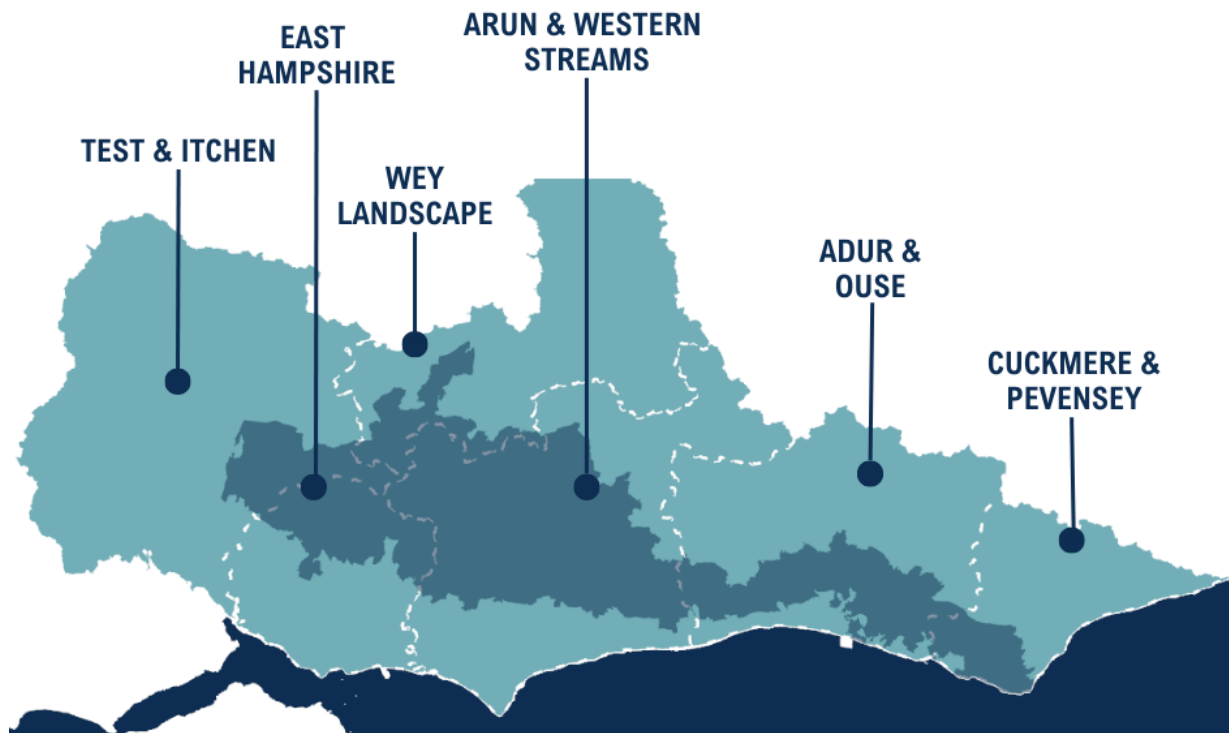 ARUN & WESTERN
STREAMS
EAST
HAMPSHIRE
TEST & ITCHEN
WEY
LANDSCAPE
ADUR &
OUSE
CUCKMERE &
PEVENSEY